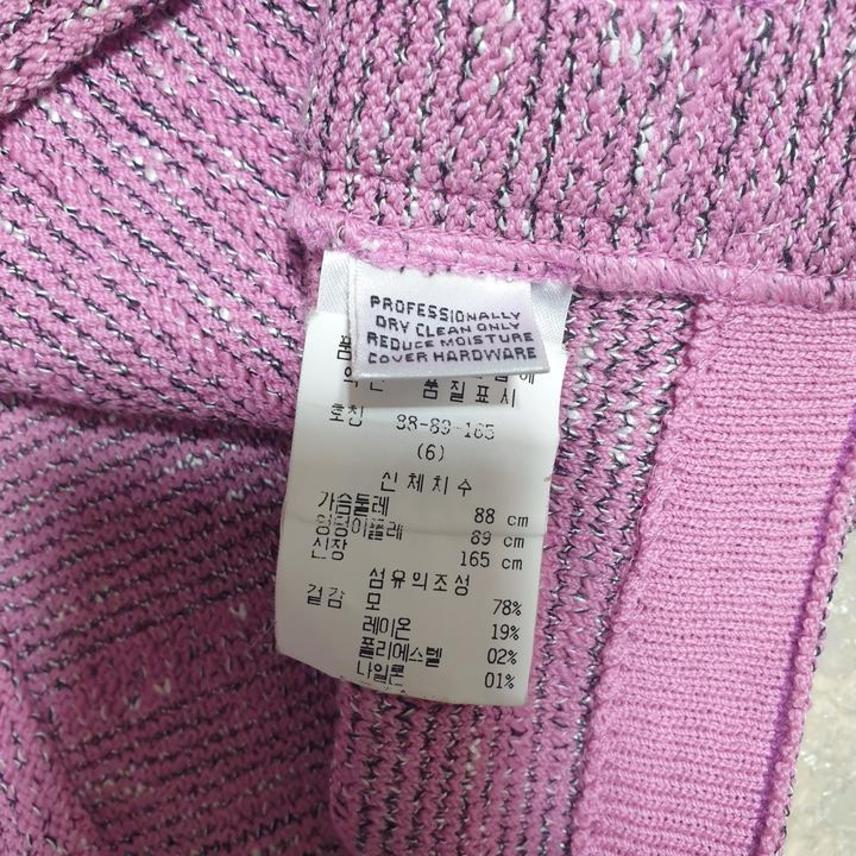 PROFESSIONALLY
DRY CLEAN ONLY
REDUCE MOISTURE
COVER HARDWARE
품질표시
호칭 88-89-165
(6)
신체치수
가슴둘레 88 cm
엉덩이둘레 89 cm
신장 165 cm
섬유의조성
겉감 모 78%
레이온 19%
폴리에스텔 02%
나일론 01%